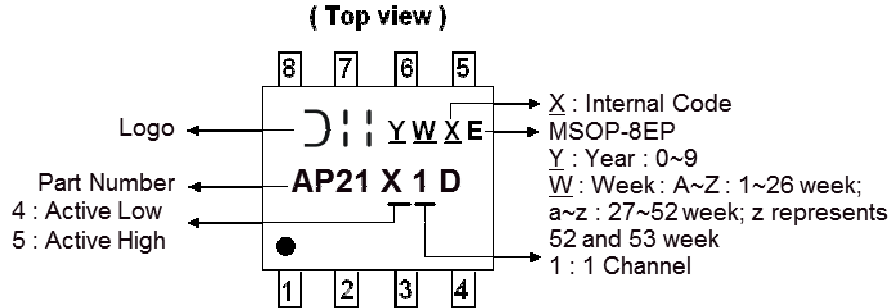 ( Top view )
8 7 6 5
Logo
Y W X E
X : Internal Code
MSOP-8EP
Y : Year : 0~9
W : Week : A~Z : 1~26 week;
a~z : 27~52 week; z represents
52 and 53 week
1 : 1 Channel
Part Number
AP21 X 1 D
4 : Active Low
5 : Active High
1 2 3 4